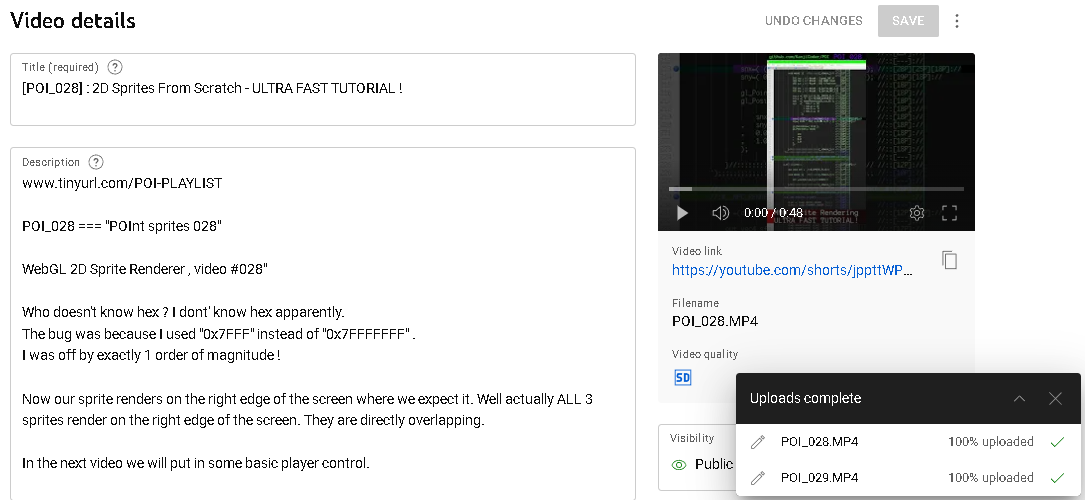 Video details
UNDO CHANGES
SAVE
Title (required)
[POI_028] : 2D Sprites From Scratch - ULTRA FAST TUTORIAL !
Description
www.tinyurl.com/POI-PLAYLIST
POI_028 === "POInt sprites 028"
WebGL 2D Sprite Renderer , video #028"
Who doesn't know hex ? I dont' know hex apparently.
The bug was because I used "0x7FFF" instead of "0x7FFFFFFF" .
I was off by exactly 1 order of magnitude !
Now our sprite renders on the right edge of the screen where we expect it. Well actually ALL 3
sprites render on the right edge of the screen. They are directly overlapping.
In the next video we will put in some basic player control.
0:00 / 0:48
Sprite Rendering
ULTRA FAST TUTORIAL!
Video link
https://youtube.com/shorts/jppttWP...
Filename
POI_028.MP4
Video quality
SD
Visibility
Public
Uploads complete
POI_028.MP4 100% uploaded
POI_029.MP4 100% uploaded